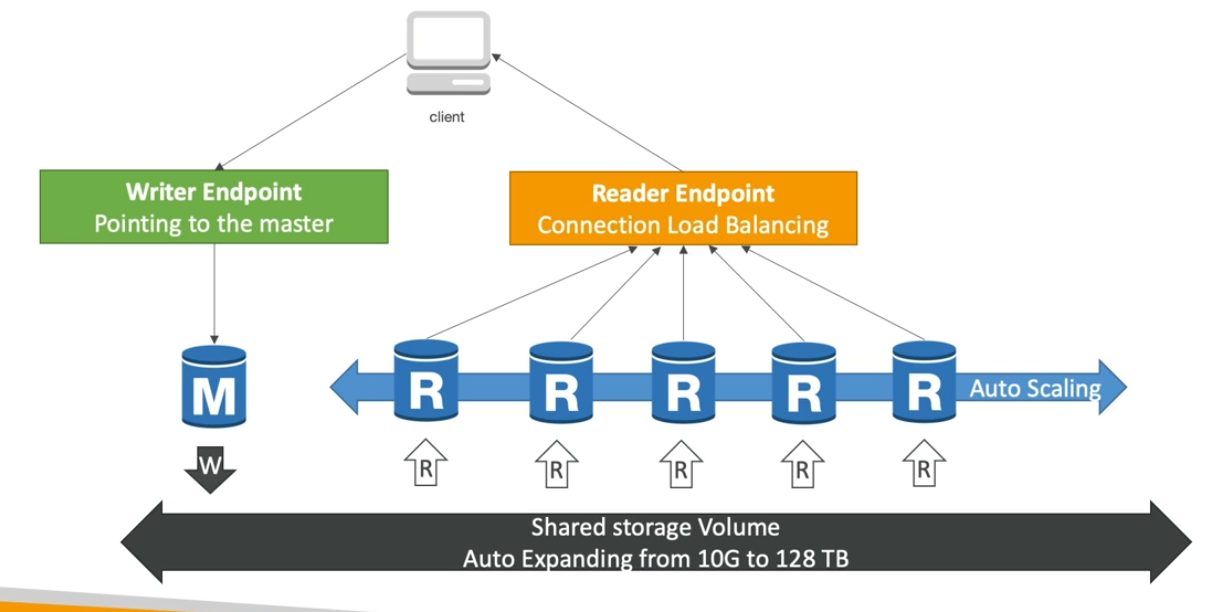 client
Writer Endpoint
Pointing to the master
Reader Endpoint
Connection Load Balancing
M
R
R
R
R
R
Auto Scaling
W
R
R
R
R
R
Shared storage Volume
Auto Expanding from 10G to 128 TB